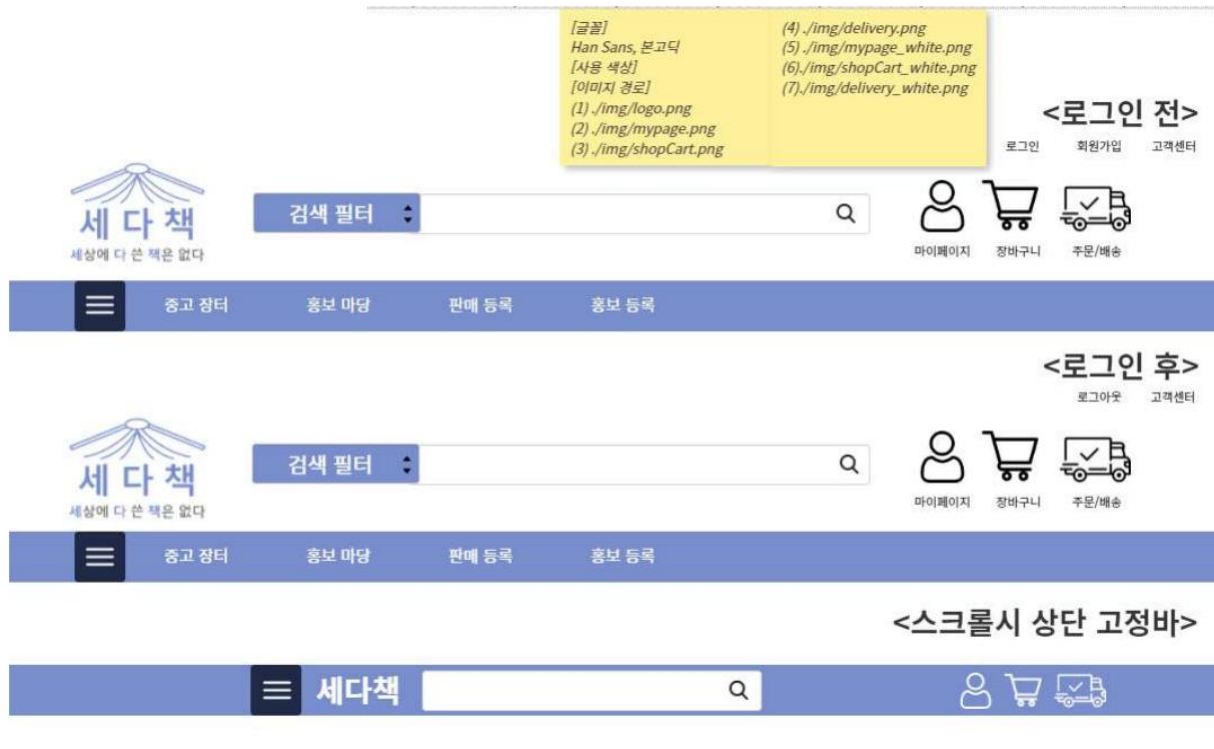 [글꼴]
Han Sans, 본고딕
[사용 색상]
[이미지 경로]
(1) ./img/logo.png
(2) ./img/mypage.png
(3) ./img/shopCart.png
(4) ./img/delivery.png
(5) ./img/mypage_white.png
(6)./img/shopCart_white.png
(7)./img/delivery_white.png
<로그인 전>
로그인 회원가입 고객센터
세 다 책
세상에 다 쓴 책은 없다
검색 필터
마이페이지 장바구니 주문/배송
중고 장터 홍보 마당 판매 등록 홍보 등록
<로그인 후>
로그아웃 고객센터
세 다 책
세상에 다 쓴 책은 없다
검색 필터
마이페이지 장바구니 주문/배송
중고 장터 홍보 마당 판매 등록 홍보 등록
<스크롤시 상단 고정바>
세다책